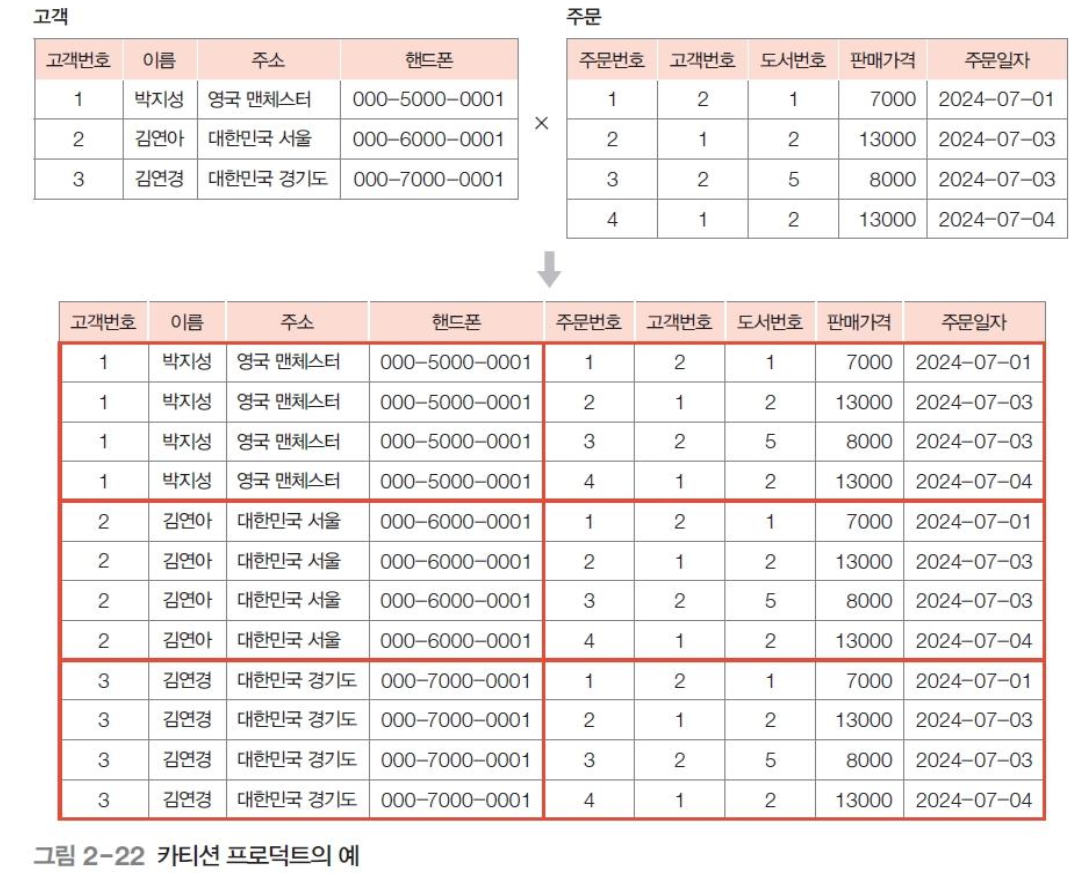 고객
고객번호 이름 주소 핸드폰
1 박지성 영국 맨체스터 000-5000-0001
2 김연아 대한민국 서울 000-6000-0001
3 김연경 대한민국 경기도 000-7000-0001
×
주문
주문번호 고객번호 도서번호 판매가격 주문일자
1 2 1 7000 2024-07-01
2 1 2 13000 2024-07-03
3 2 5 8000 2024-07-03
4 1 2 13000 2024-07-04
고객번호 이름 주소 핸드폰 주문번호 고객번호 도서번호 판매가격 주문일자
1 박지성 영국 맨체스터 000-5000-0001 1 2 1 7000 2024-07-01
1 박지성 영국 맨체스터 000-5000-0001 2 1 2 13000 2024-07-03
1 박지성 영국 맨체스터 000-5000-0001 3 2 5 8000 2024-07-03
1 박지성 영국 맨체스터 000-5000-0001 4 1 2 13000 2024-07-04
2 김연아 대한민국 서울 000-6000-0001 1 2 1 7000 2024-07-01
2 김연아 대한민국 서울 000-6000-0001 2 1 2 13000 2024-07-03
2 김연아 대한민국 서울 000-6000-0001 3 2 5 8000 2024-07-03
2 김연아 대한민국 서울 000-6000-0001 4 1 2 13000 2024-07-04
3 김연경 대한민국 경기도 000-7000-0001 1 2 1 7000 2024-07-01
3 김연경 대한민국 경기도 000-7000-0001 2 1 2 13000 2024-07-03
3 김연경 대한민국 경기도 000-7000-0001 3 2 5 8000 2024-07-03
3 김연경 대한민국 경기도 000-7000-0001 4 1 2 13000 2024-07-04
그림 2-22 카티션 프로덕트의 예